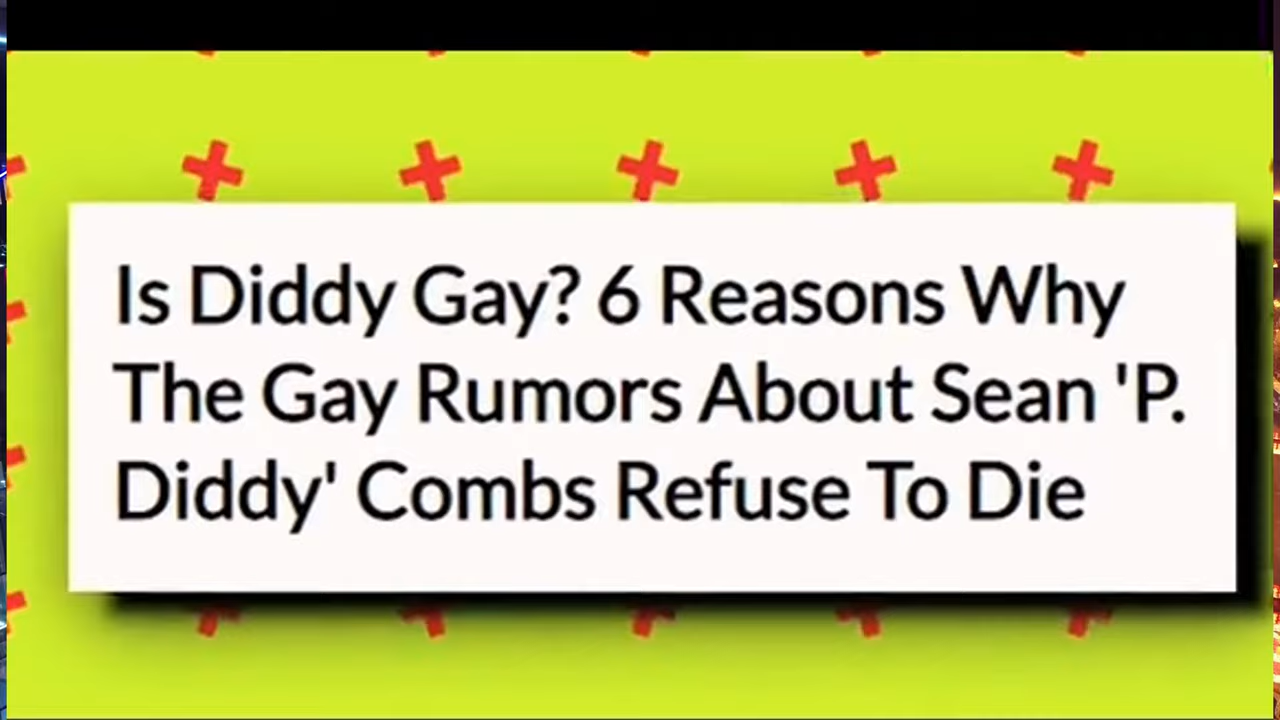 Is Diddy Gay? 6 Reasons Why
The Gay Rumors About Sean 'P.
Diddy' Combs Refuse To Die